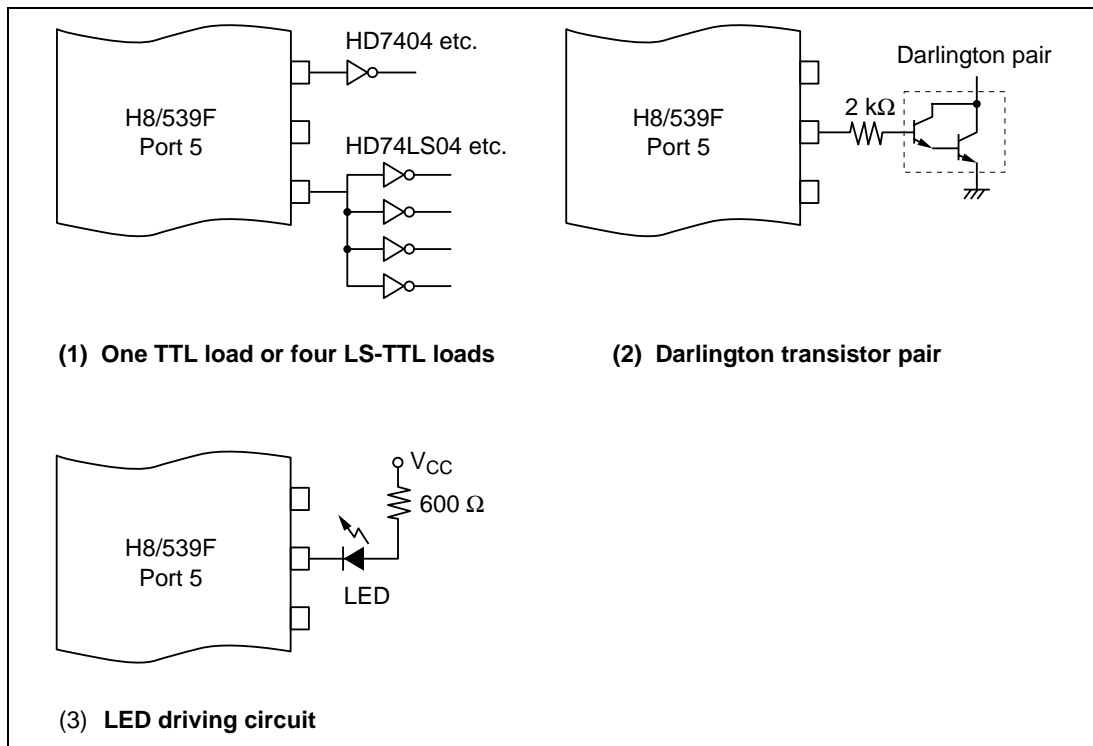 HD7404 etc.
H8/539F
Port 5
HD74LS04 etc.
(1) One TTL load or four LS-TTL loads
Darlington pair
2 kΩ
H8/539F
Port 5
(2) Darlington transistor pair
VCC
600 Ω
H8/539F
Port 5
LED
(3) LED driving circuit